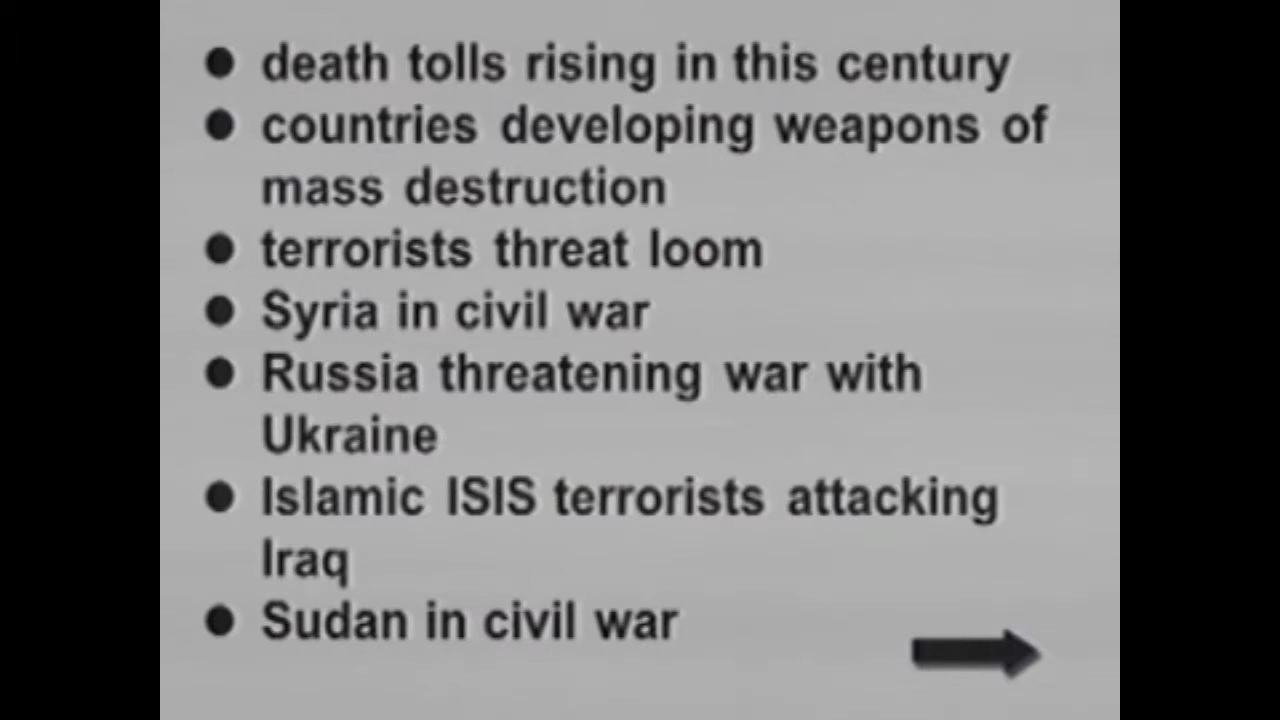 ● death tolls rising in this century
● countries developing weapons of
mass destruction
● terrorists threat loom
● Syria in civil war
● Russia threatening war with
Ukraine
● Islamic ISIS terrorists attacking
Iraq
● Sudan in civil war